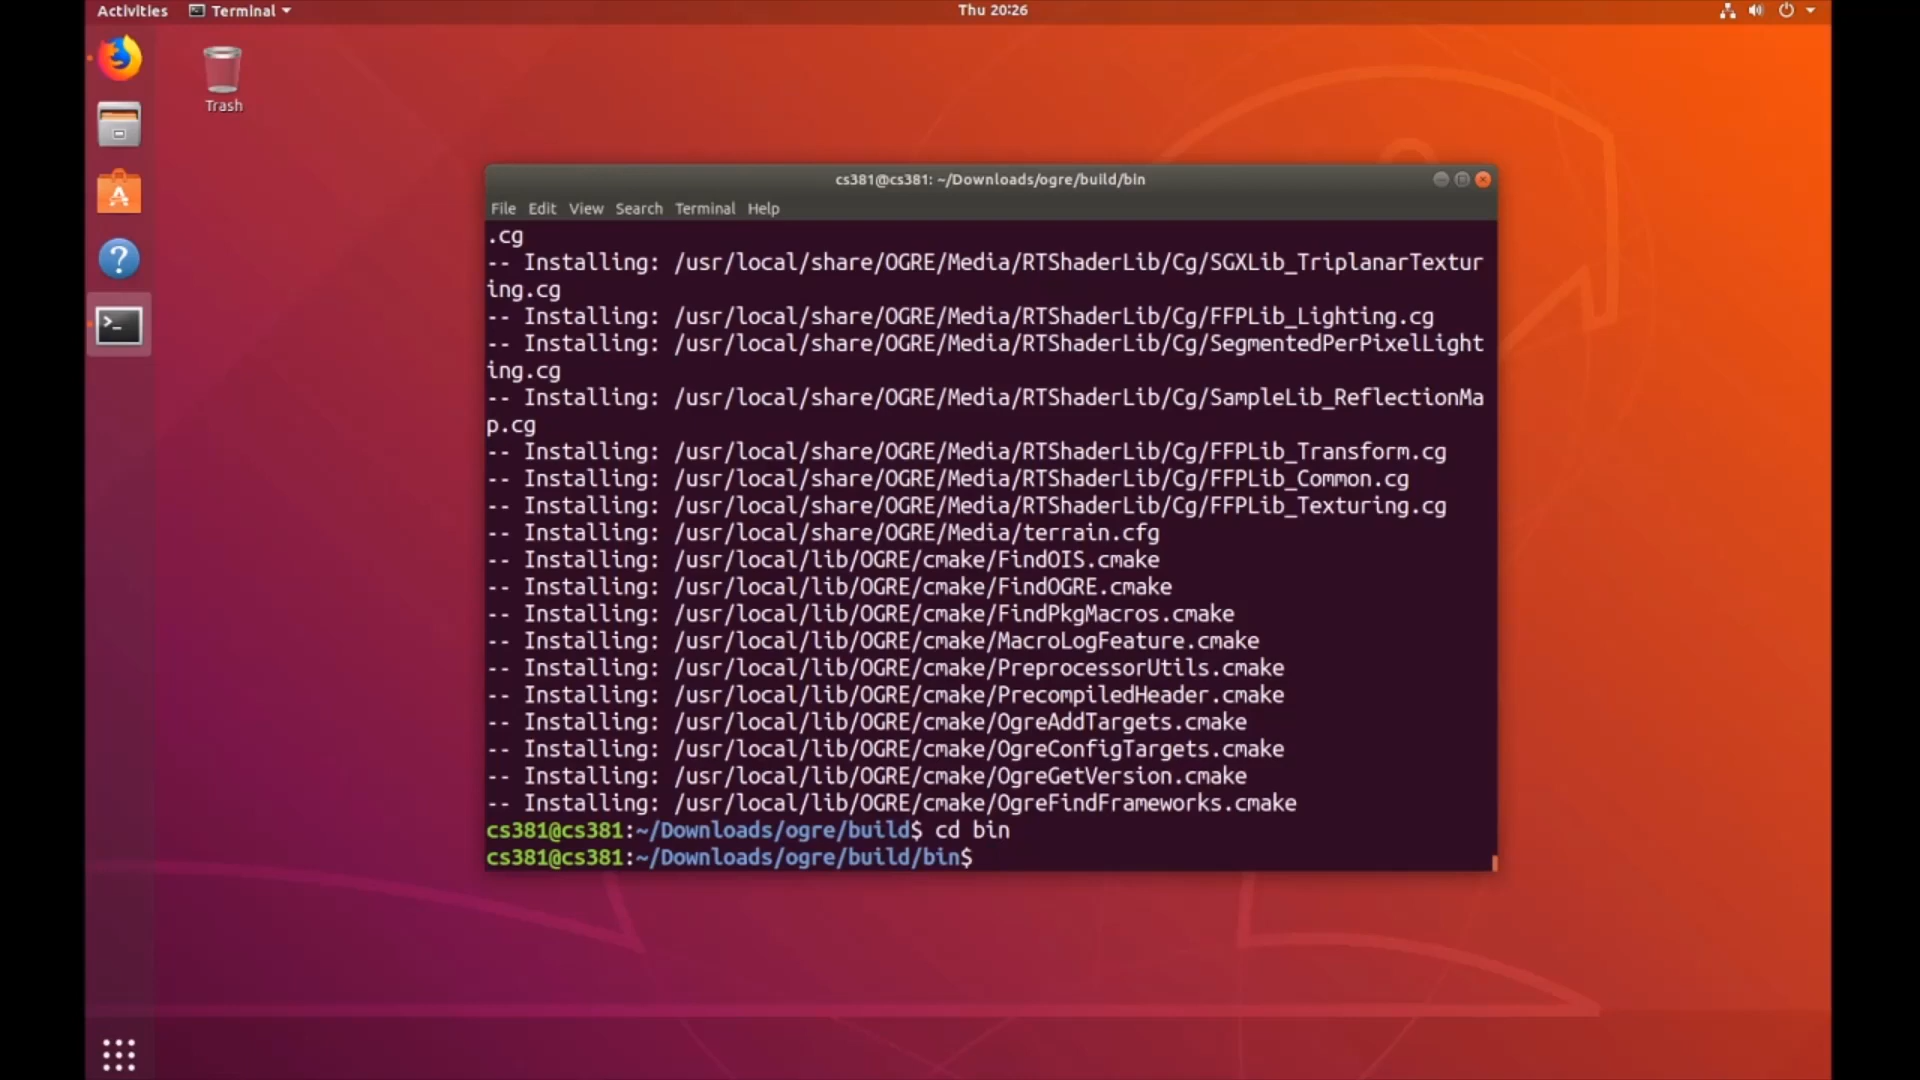 Activities Terminal Thu 20:26
Trash
cs381@cs381: ~/Downloads/ogre/build/bin
File Edit View Search Terminal Help
.cg
-- Installing: /usr/local/share/OGRE/Media/RTShaderLib/Cg/SGXLib_TriplanarTextur
ing.cg
-- Installing: /usr/local/share/OGRE/Media/RTShaderLib/Cg/FFPLib_Lighting.cg
-- Installing: /usr/local/share/OGRE/Media/RTShaderLib/Cg/SegmentedPerPixelLight
ing.cg
-- Installing: /usr/local/share/OGRE/Media/RTShaderLib/Cg/SampleLib_ReflectionMa
p.cg
-- Installing: /usr/local/share/OGRE/Media/RTShaderLib/Cg/FFPLib_Transform.cg
-- Installing: /usr/local/share/OGRE/Media/RTShaderLib/Cg/FFPLib_Common.cg
-- Installing: /usr/local/share/OGRE/Media/RTShaderLib/Cg/FFPLib_Texturing.cg
-- Installing: /usr/local/share/OGRE/Media/terrain.cfg
-- Installing: /usr/local/lib/OGRE/cmake/FindOIS.cmake
-- Installing: /usr/local/lib/OGRE/cmake/FindOGRE.cmake
-- Installing: /usr/local/lib/OGRE/cmake/FindPkgMacros.cmake
-- Installing: /usr/local/lib/OGRE/cmake/MacroLogFeature.cmake
-- Installing: /usr/local/lib/OGRE/cmake/PreprocessorUtils.cmake
-- Installing: /usr/local/lib/OGRE/cmake/PrecompiledHeader.cmake
-- Installing: /usr/local/lib/OGRE/cmake/OgreAddTargets.cmake
-- Installing: /usr/local/lib/OGRE/cmake/OgreConfigTargets.cmake
-- Installing: /usr/local/lib/OGRE/cmake/OgreGetVersion.cmake
-- Installing: /usr/local/lib/OGRE/cmake/OgreFindFrameworks.cmake
cs381@cs381:~/Downloads/ogre/build$ cd bin
cs381@cs381:~/Downloads/ogre/build/bin$